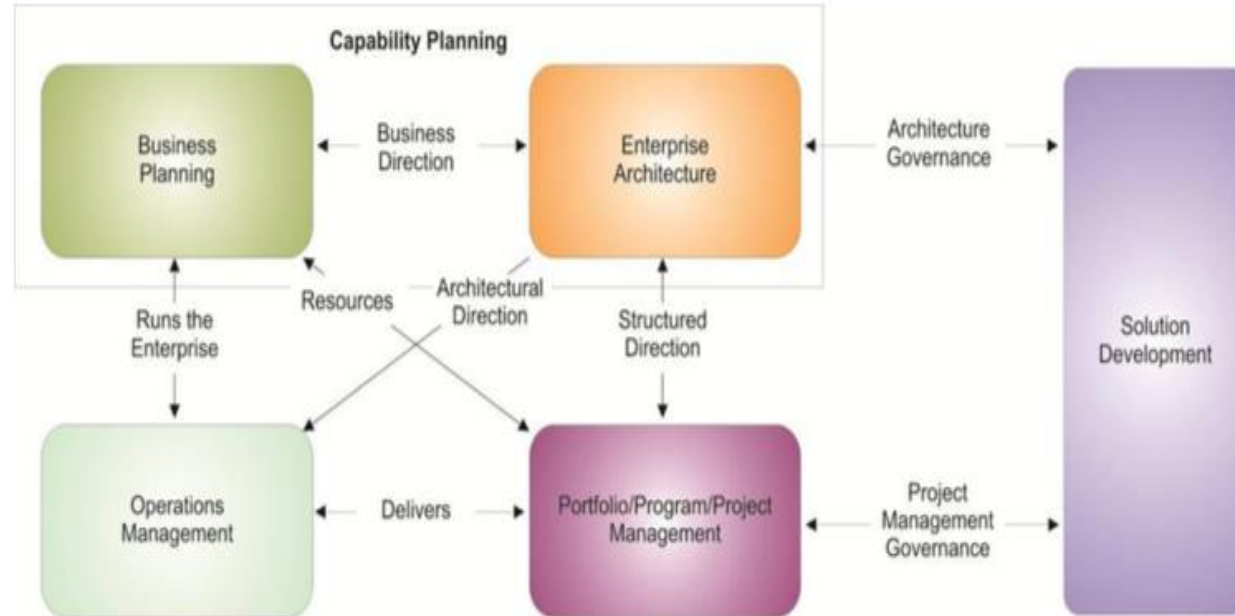 Capability Planning
Business
Planning
Business
Direction
Enterprise
Architecture
Architecture
Governance
Resources
Architectural
Direction
Runs the
Enterprise
Structured
Direction
Solution
Development
Operations
Management
Delivers
Portfolio/Program/Project
Management
Project
Management
Governance